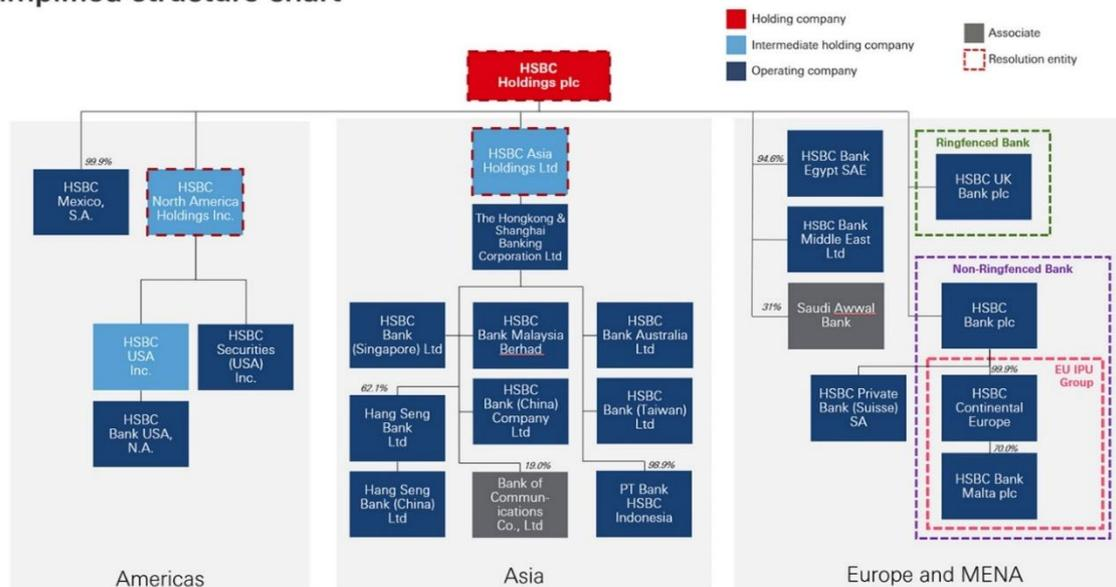 Holding company
Intermediate holding company
Operating company
Associate
Resolution entity
HSBC
Holdings plc
99.9%
HSBC
Mexico,
S.A.
HSBC
North America
Holdings Inc.
HSBC
USA
Inc.
HSBC
Securities
(USA)
Inc.
HSBC
Bank USA,
N.A.
Americas
HSBC Asia
Holdings Ltd
The Hongkong &
Shanghai
Banking
Corporation Ltd
HSBC
Bank
(Singapore) Ltd
HSBC
Bank Malaysia
Berhad
HSBC
Bank Australia
Ltd
62.1%
Hang Seng
Bank
Ltd
HSBC
Bank (China)
Company
Ltd
HSBC
Bank (Taiwan)
Ltd
Hang Seng
Bank (China)
Ltd
19.0%
Bank of
Commun-
ications
Co., Ltd
98.9%
PT Bank
HSBC
Indonesia
Asia
94.6%
HSBC Bank
Egypt SAE
HSBC Bank
Middle East
Ltd
31%
Saudi Awwal
Bank
Ringfenced Bank
HSBC UK
Bank plc
Non-Ringfenced Bank
HSBC
Bank plc
HSBC Private
Bank (Suisse)
SA
99.9%
EU IPU
Group
HSBC
Continental
Europe
70.0%
HSBC Bank
Malta plc
Europe and MENA